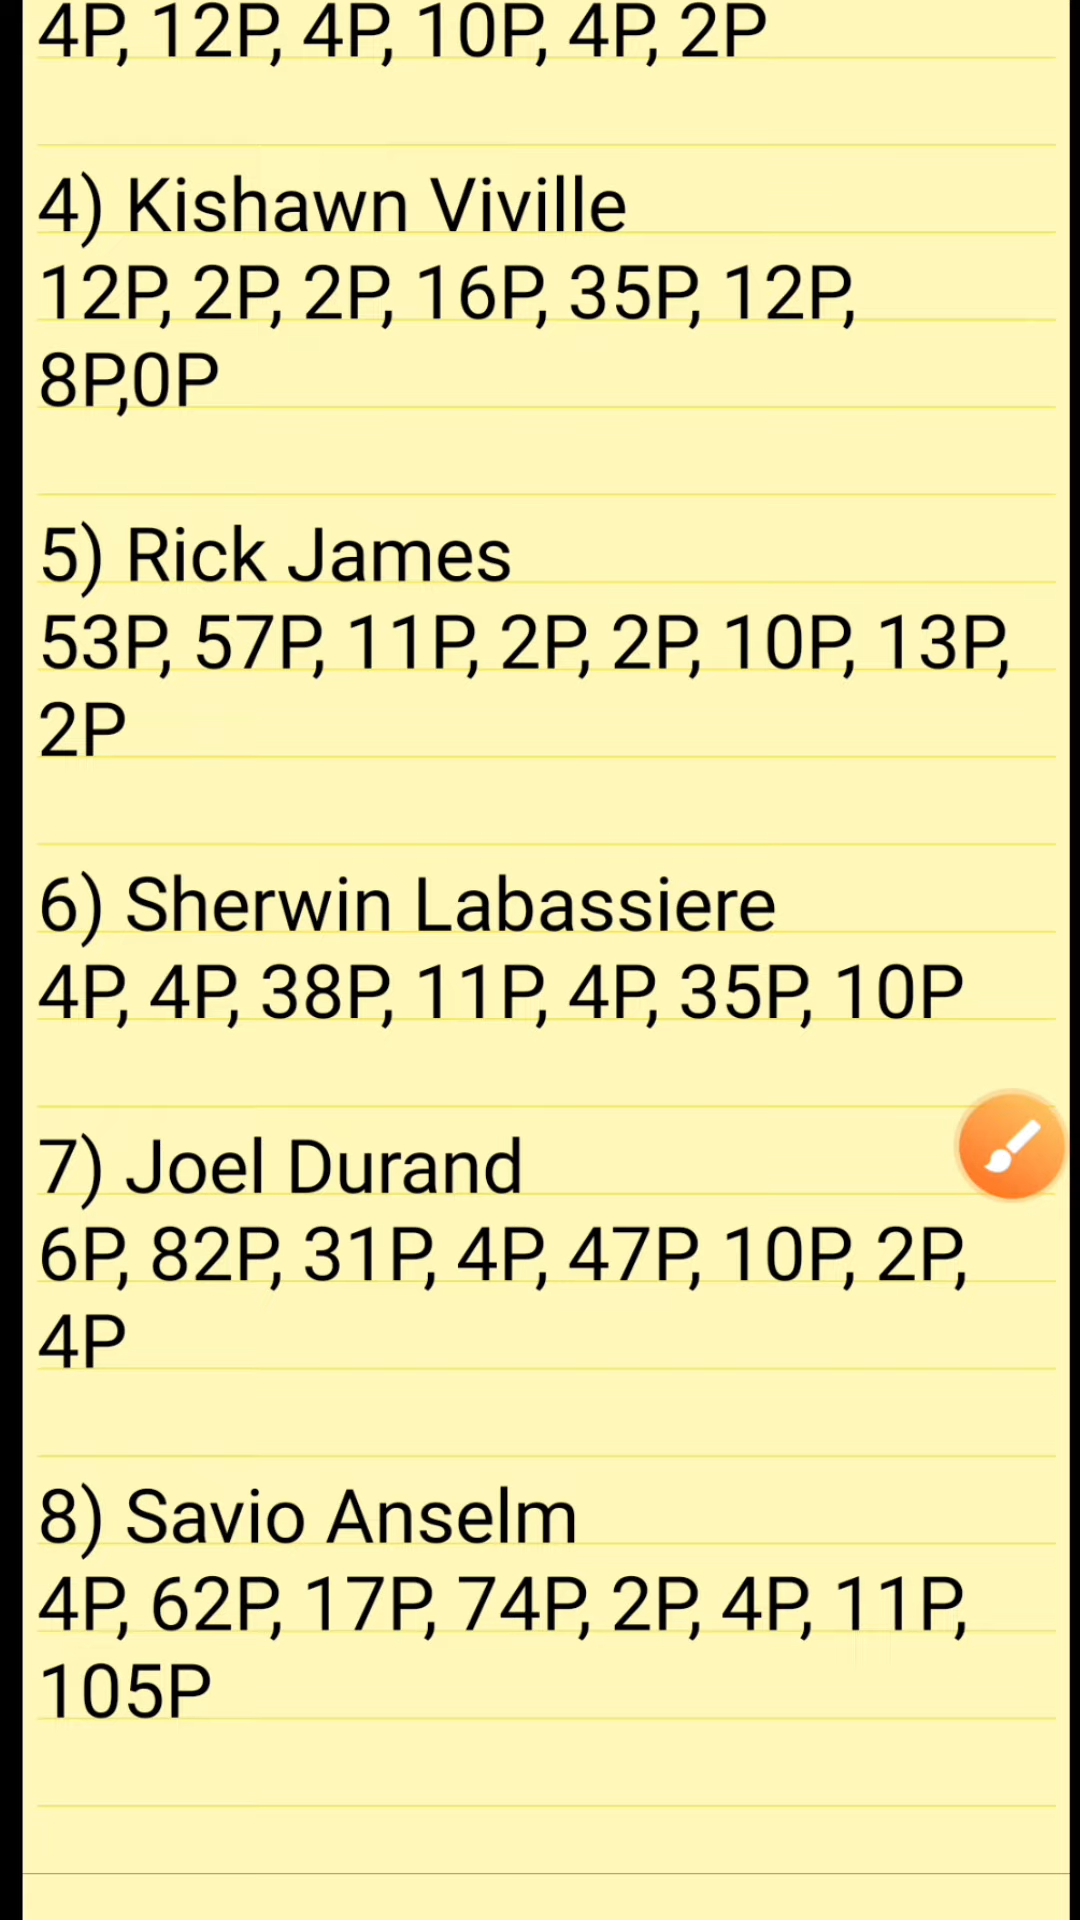 4P, 12P, 4P, 10P, 4P, 2P
4) Kishawn Viville
12P, 2P, 2P, 16P, 35P, 12P,
8P,0P
5) Rick James
53P, 57P, 11P, 2P, 2P, 10P, 13P,
2P
6) Sherwin Labassiere
4P, 4P, 38P, 11P, 4P, 35P, 10P
7) Joel Durand
6P, 82P, 31P, 4P, 47P, 10P, 2P,
4P
8) Savio Anselm
4P, 62P, 17P, 74P, 2P, 4P, 11P,
105P